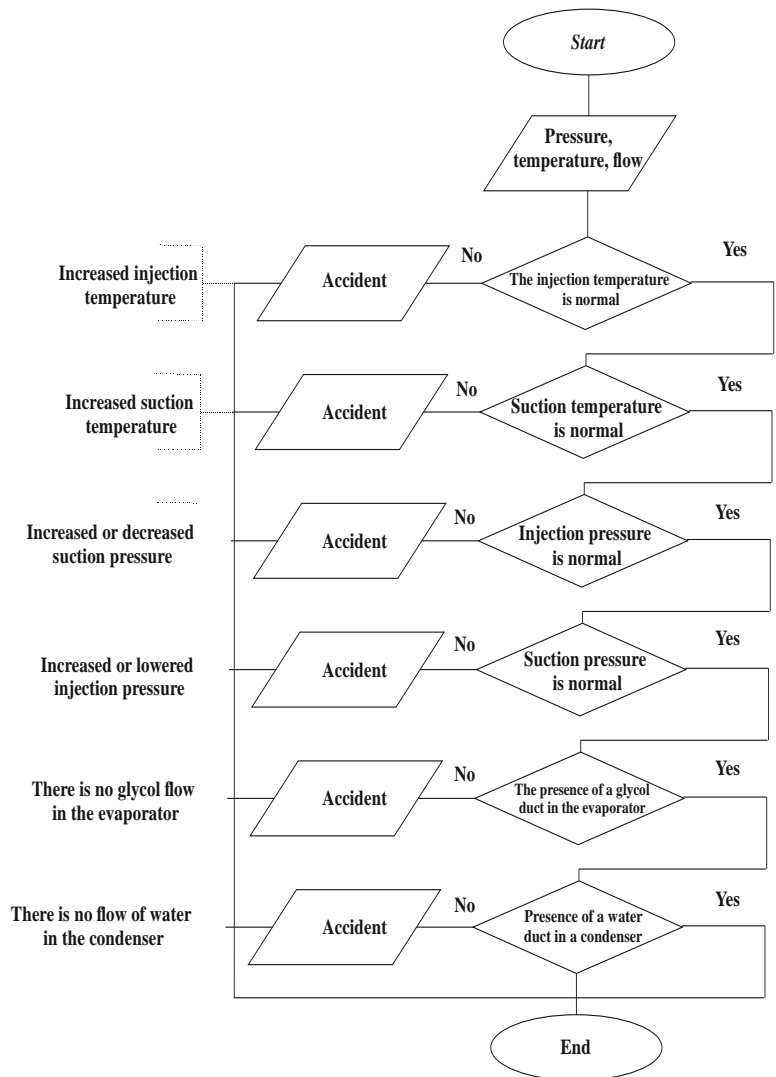 Start
Pressure,
temperature, flow
Increased injection
temperature
Accident
No
The injection temperature
is normal
Yes
Increased suction
temperature
Accident
No
Suction temperature
is normal
Yes
Increased or decreased
suction pressure
Accident
No
Injection pressure
is normal
Yes
Increased or lowered
injection pressure
Accident
No
Suction pressure
is normal
Yes
There is no glycol flow
in the evaporator
Accident
No
The presence of a glycol
duct in the evaporator
Yes
There is no flow of water
in the condenser
Accident
No
Presence of a water
duct in a condenser
Yes
End